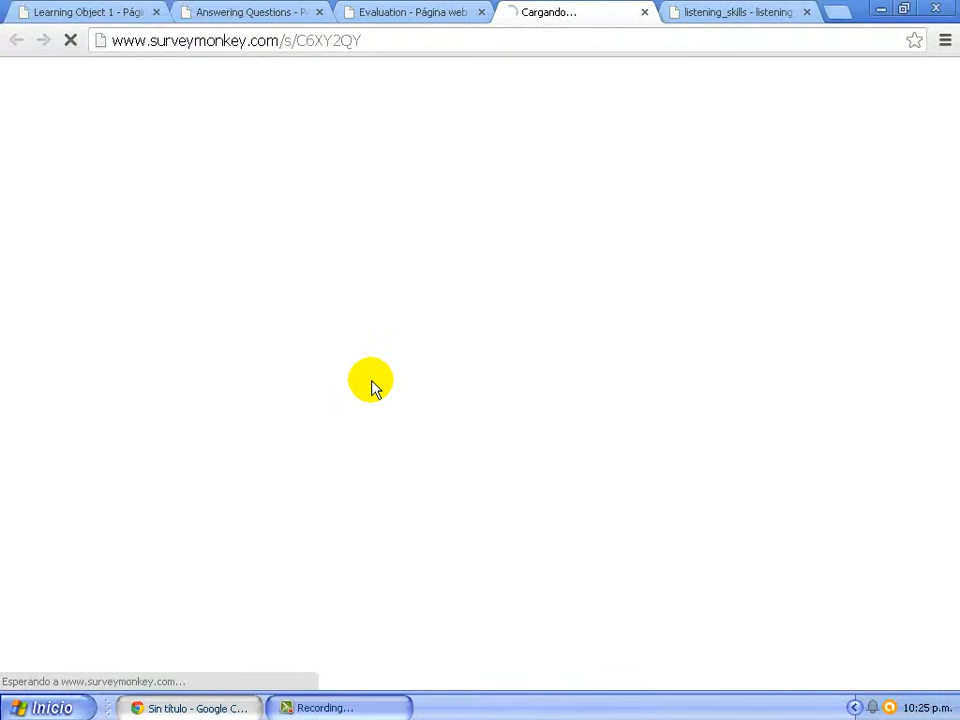 Learning Object 1 - Pági
Answering Questions - P
Evaluation - Página web
Cargando...
listening_skills - listening
www.surveymonkey.com/s/C6XY2QY
Esperando a www.surveymonkey.com...
Inicio
Sin título - Google C...
Recording...
10:25 p.m.